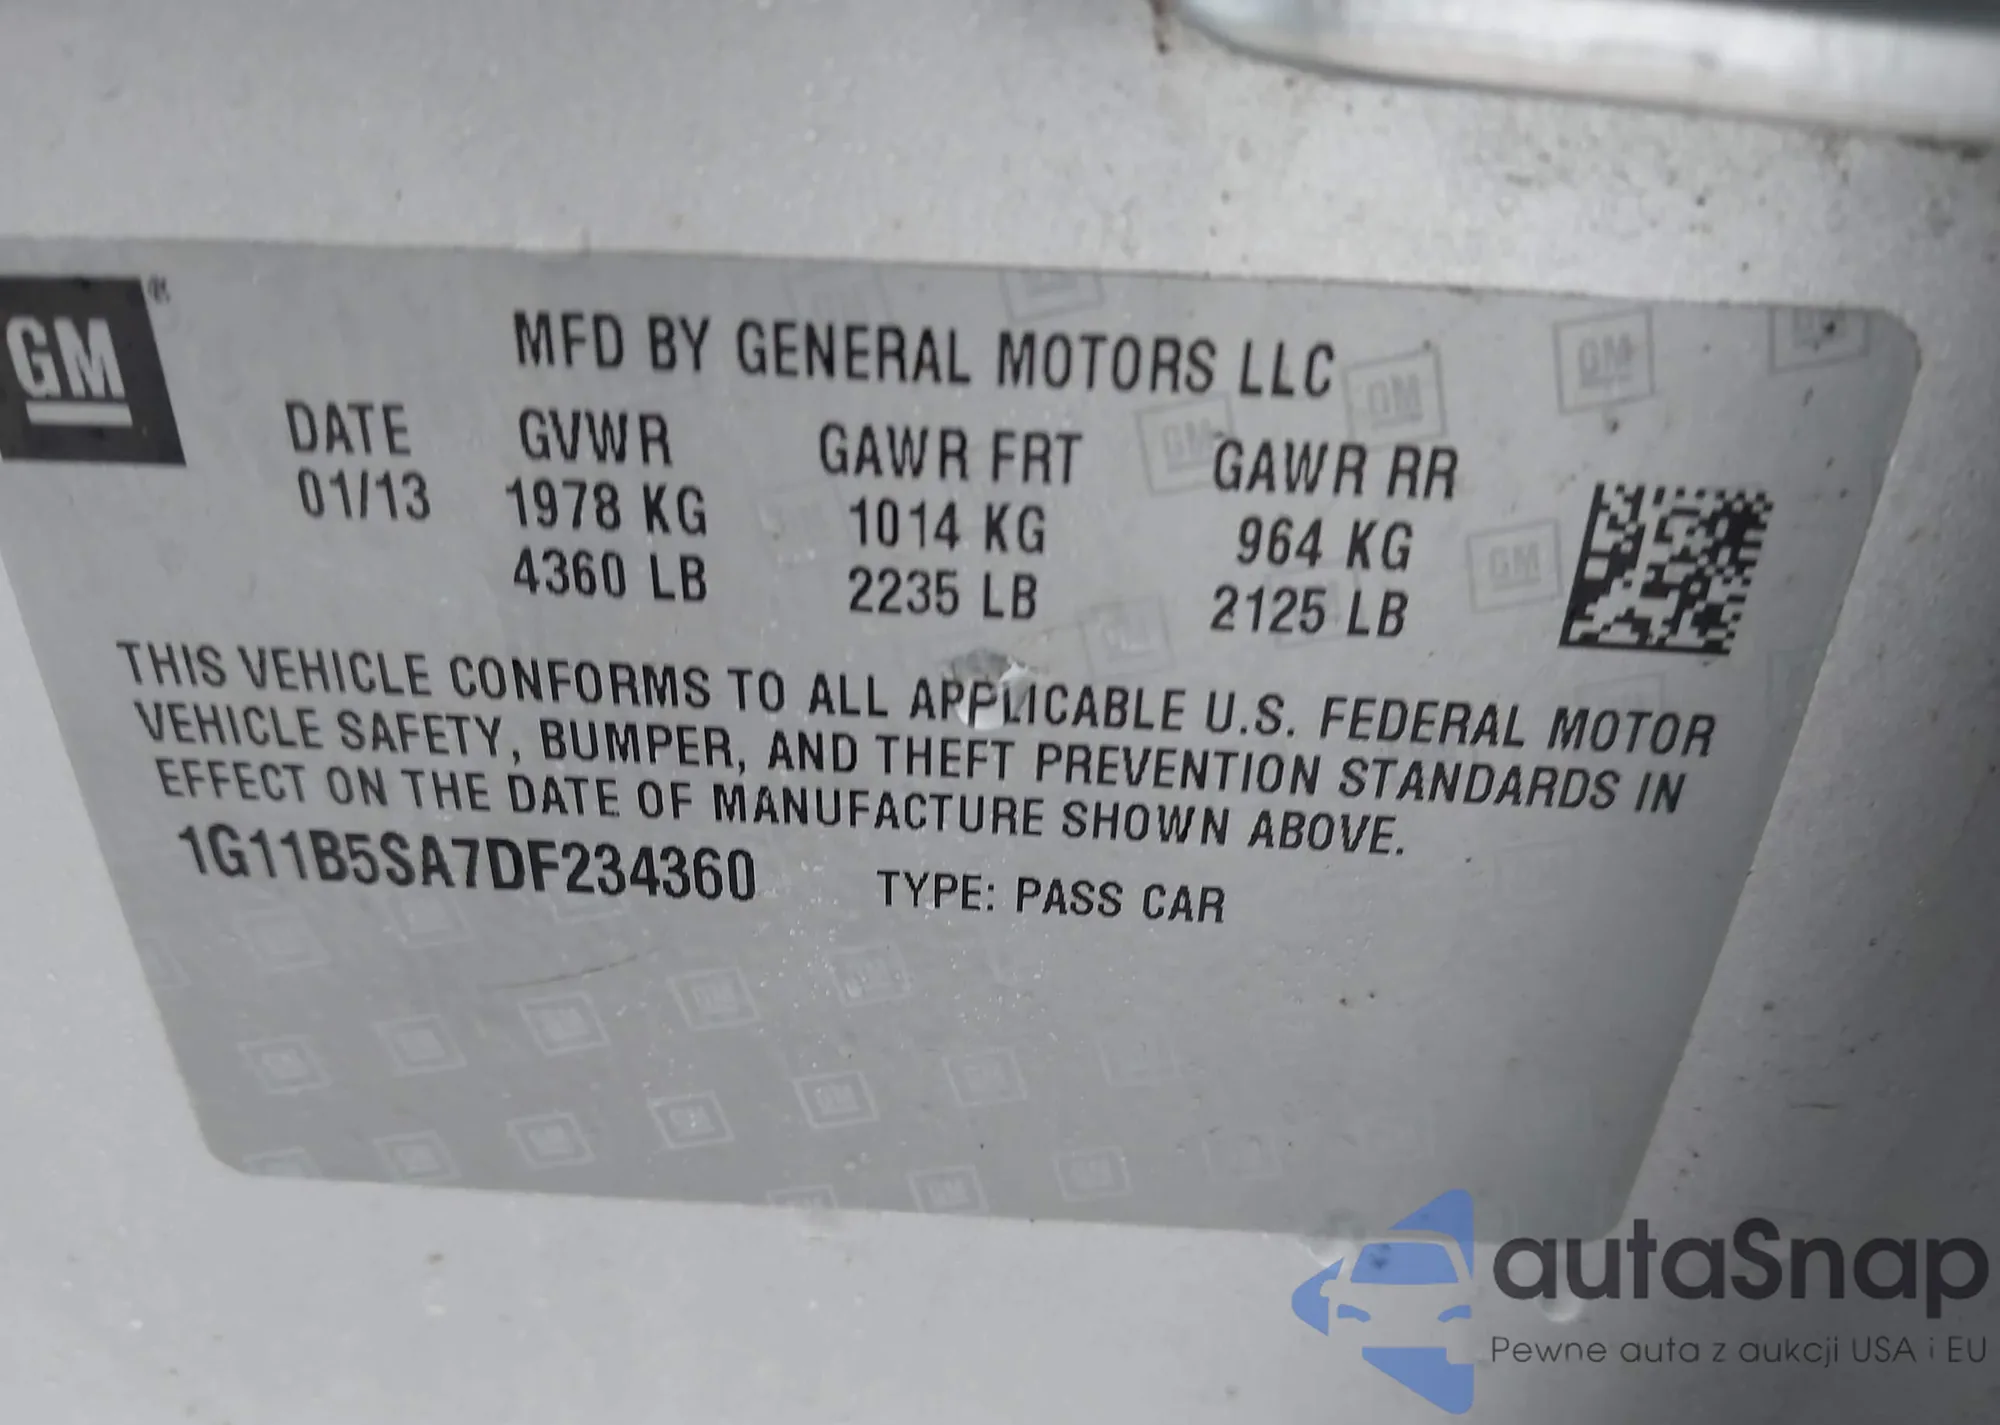 GM®
MFD BY GENERAL MOTORS LLC
DATE GVWR GAWR FRT GAWR RR
01/13 1978 KG 1014 KG 964 KG
4360 LB 2235 LB 2125 LB
THIS VEHICLE CONFORMS TO ALL APPLICABLE U.S. FEDERAL MOTOR
VEHICLE SAFETY, BUMPER, AND THEFT PREVENTION STANDARDS IN
EFFECT ON THE DATE OF MANUFACTURE SHOWN ABOVE.
1G11B5SA7DF234360 TYPE: PASS CAR
autaSnap
Pewne auta z aukcji USA i EU